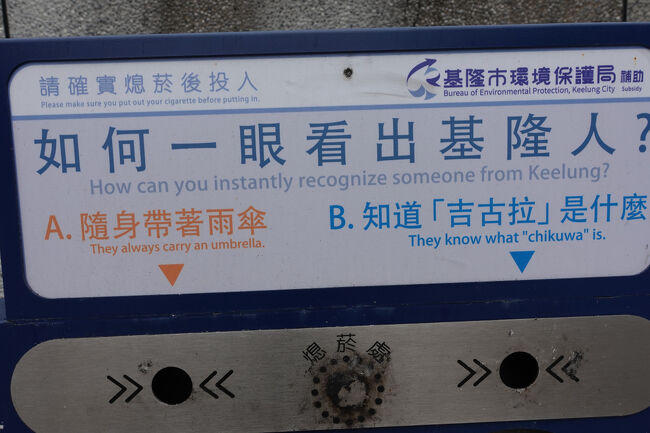 請確實熄菸後投入
Please make sure you put out your cigarette before putting in.
基隆市環境保護局 補助
Bureau of Environmental Protection, Keelung City Subsidy
如何一眼看出基隆人?
How can you instantly recognize someone from Keelung?
A. 隨身帶著雨傘
They always carry an umbrella.
B. 知道「吉古拉」是什麼
They know what "chikuwa" is.
熄菸處